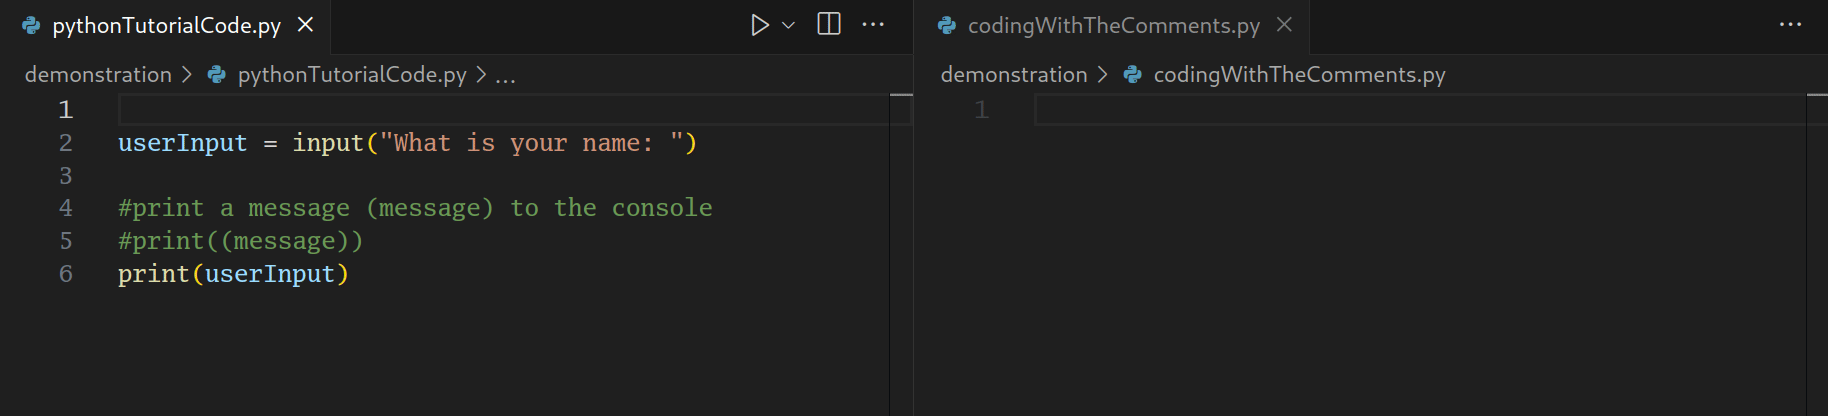 pythonTutorialCode.py
demonstration > pythonTutorialCode.py > ...
1
2 userInput = input("What is your name: ")
3
4 #print a message (message) to the console
5 #print((message))
6 print(userInput)
codingWithTheComments.py
demonstration > codingWithTheComments.py
1